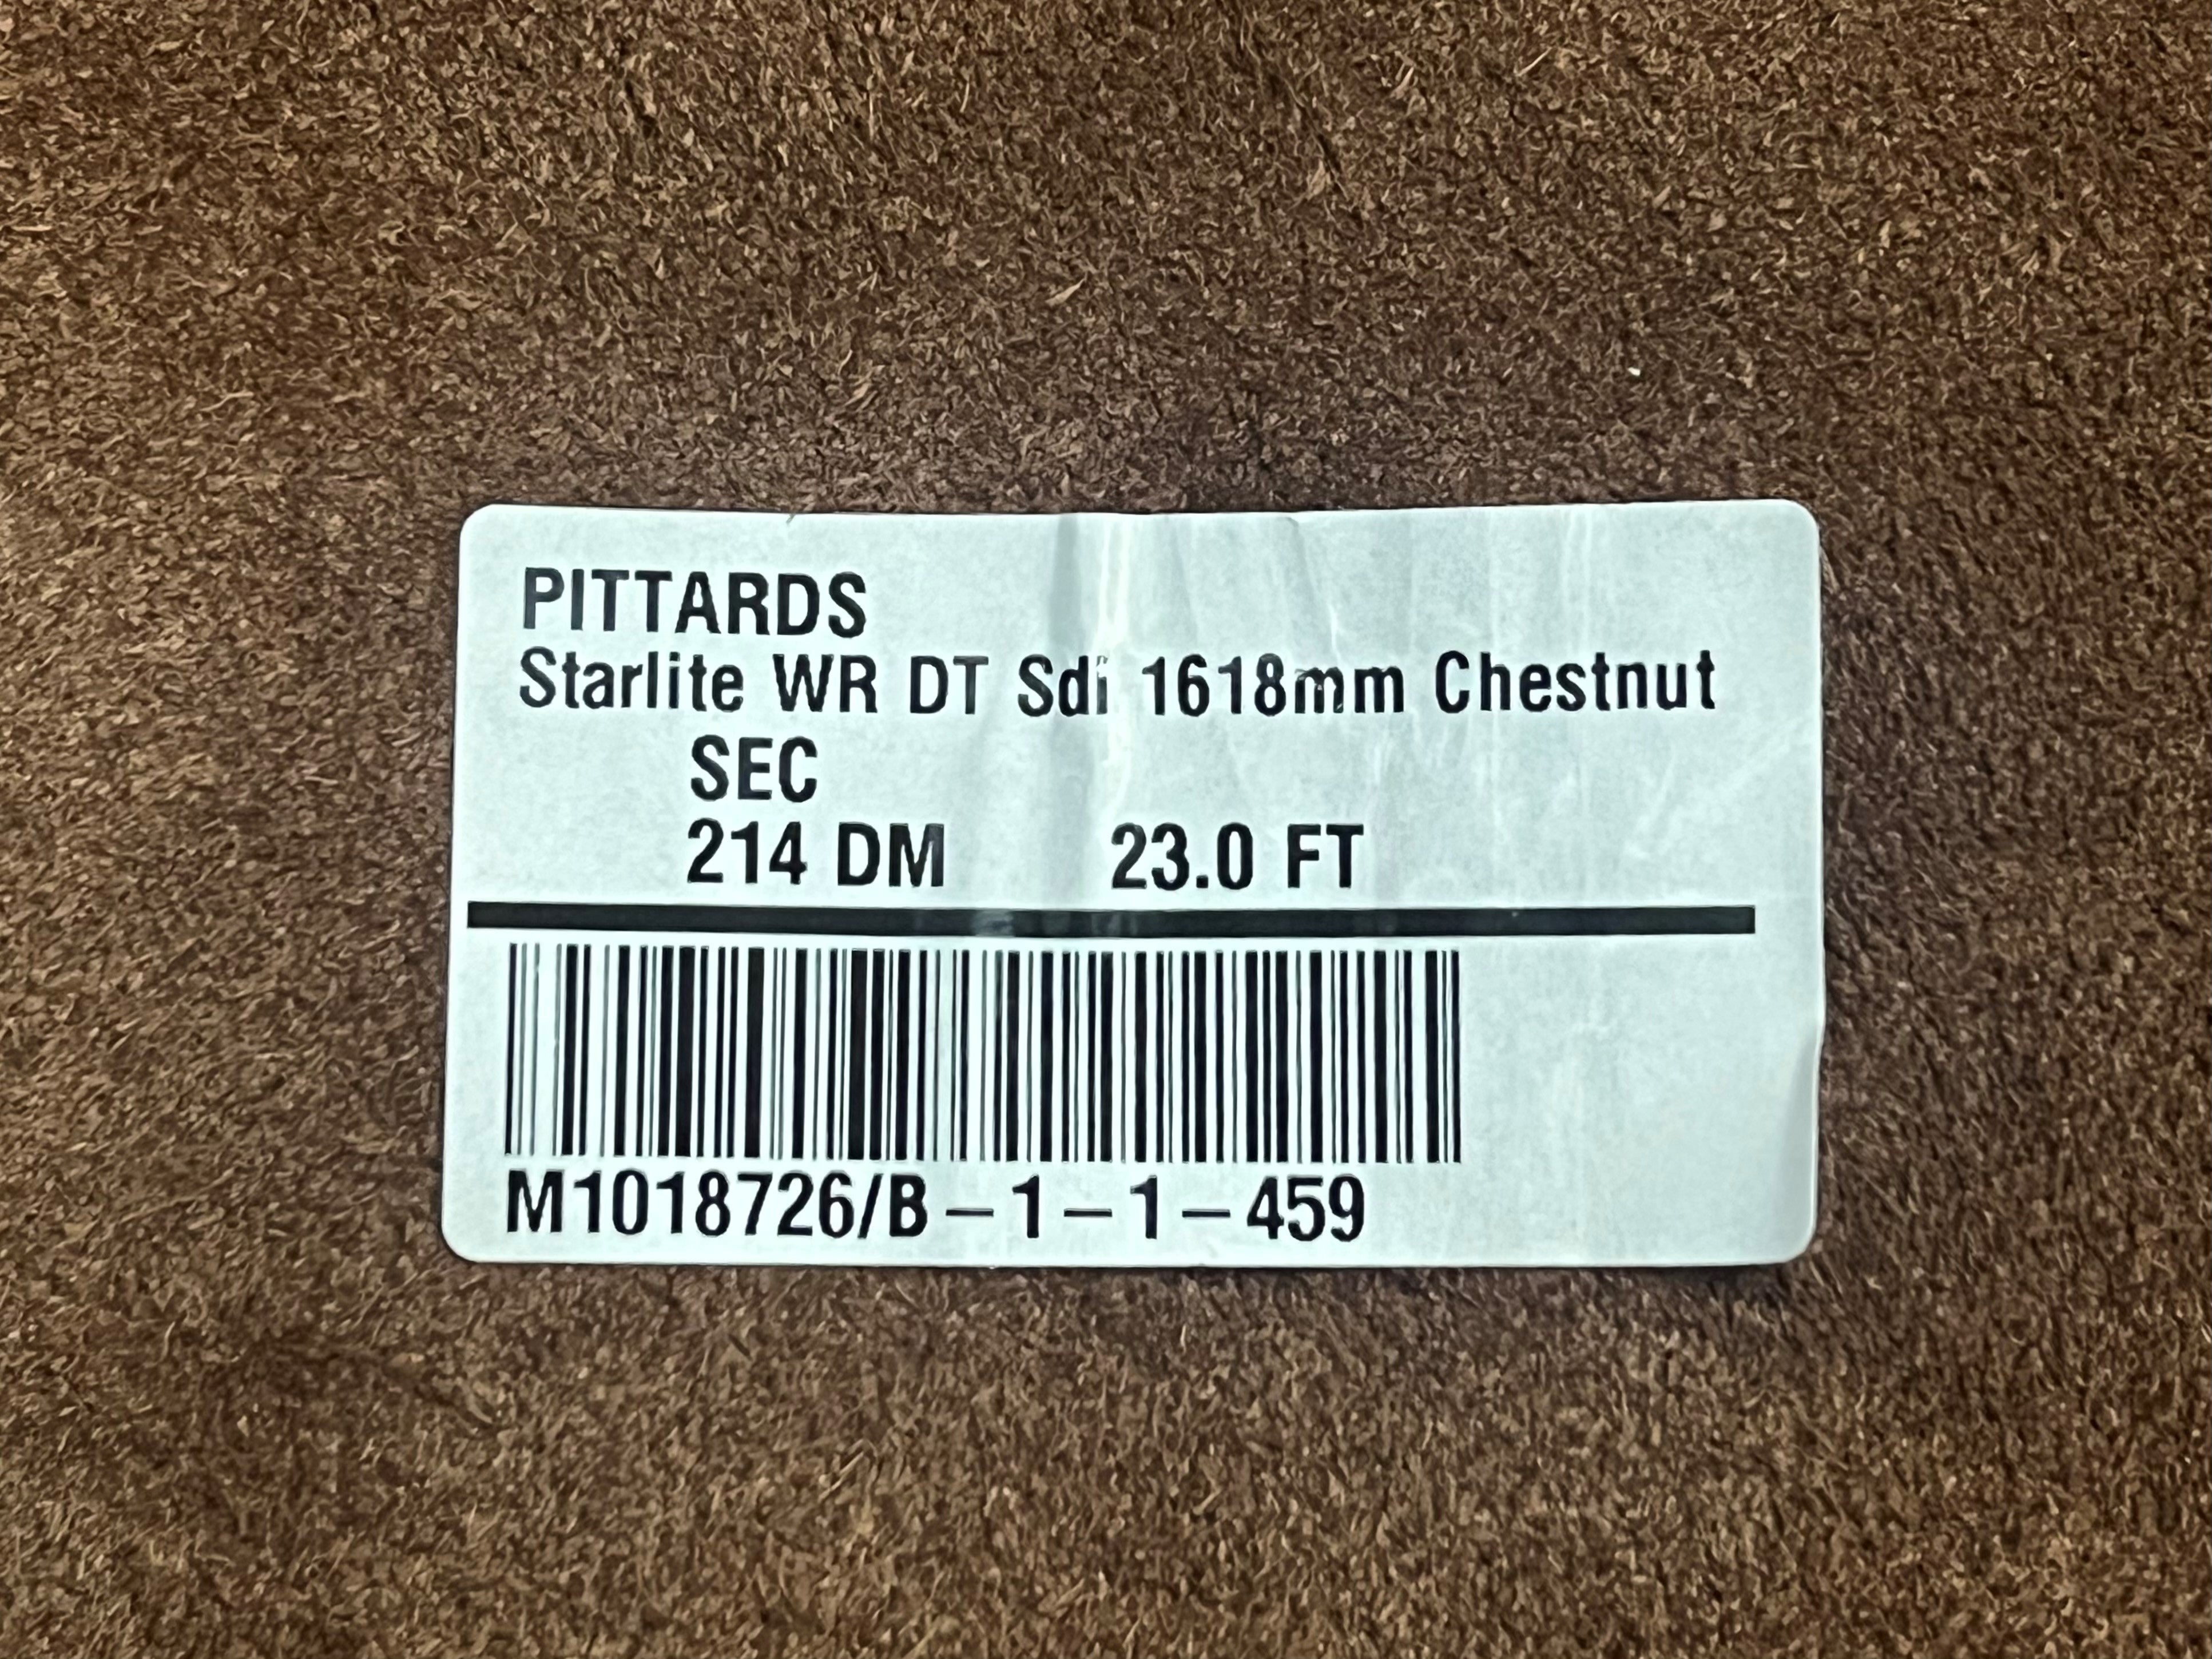 PITTARDS
Starlite WR DT Sdi 1618mm Chestnut
SEC
214 DM 23.0 FT
M1018726/B-1-1-459